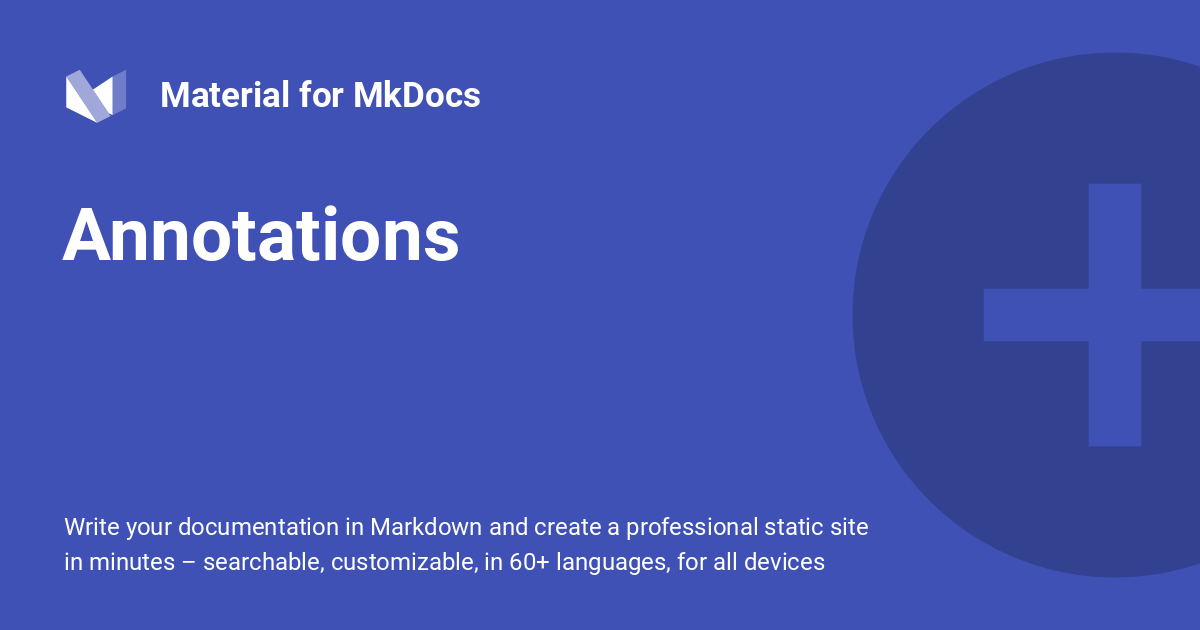 Material for MkDocs
Annotations
Write your documentation in Markdown and create a professional static site
in minutes – searchable, customizable, in 60+ languages, for all devices